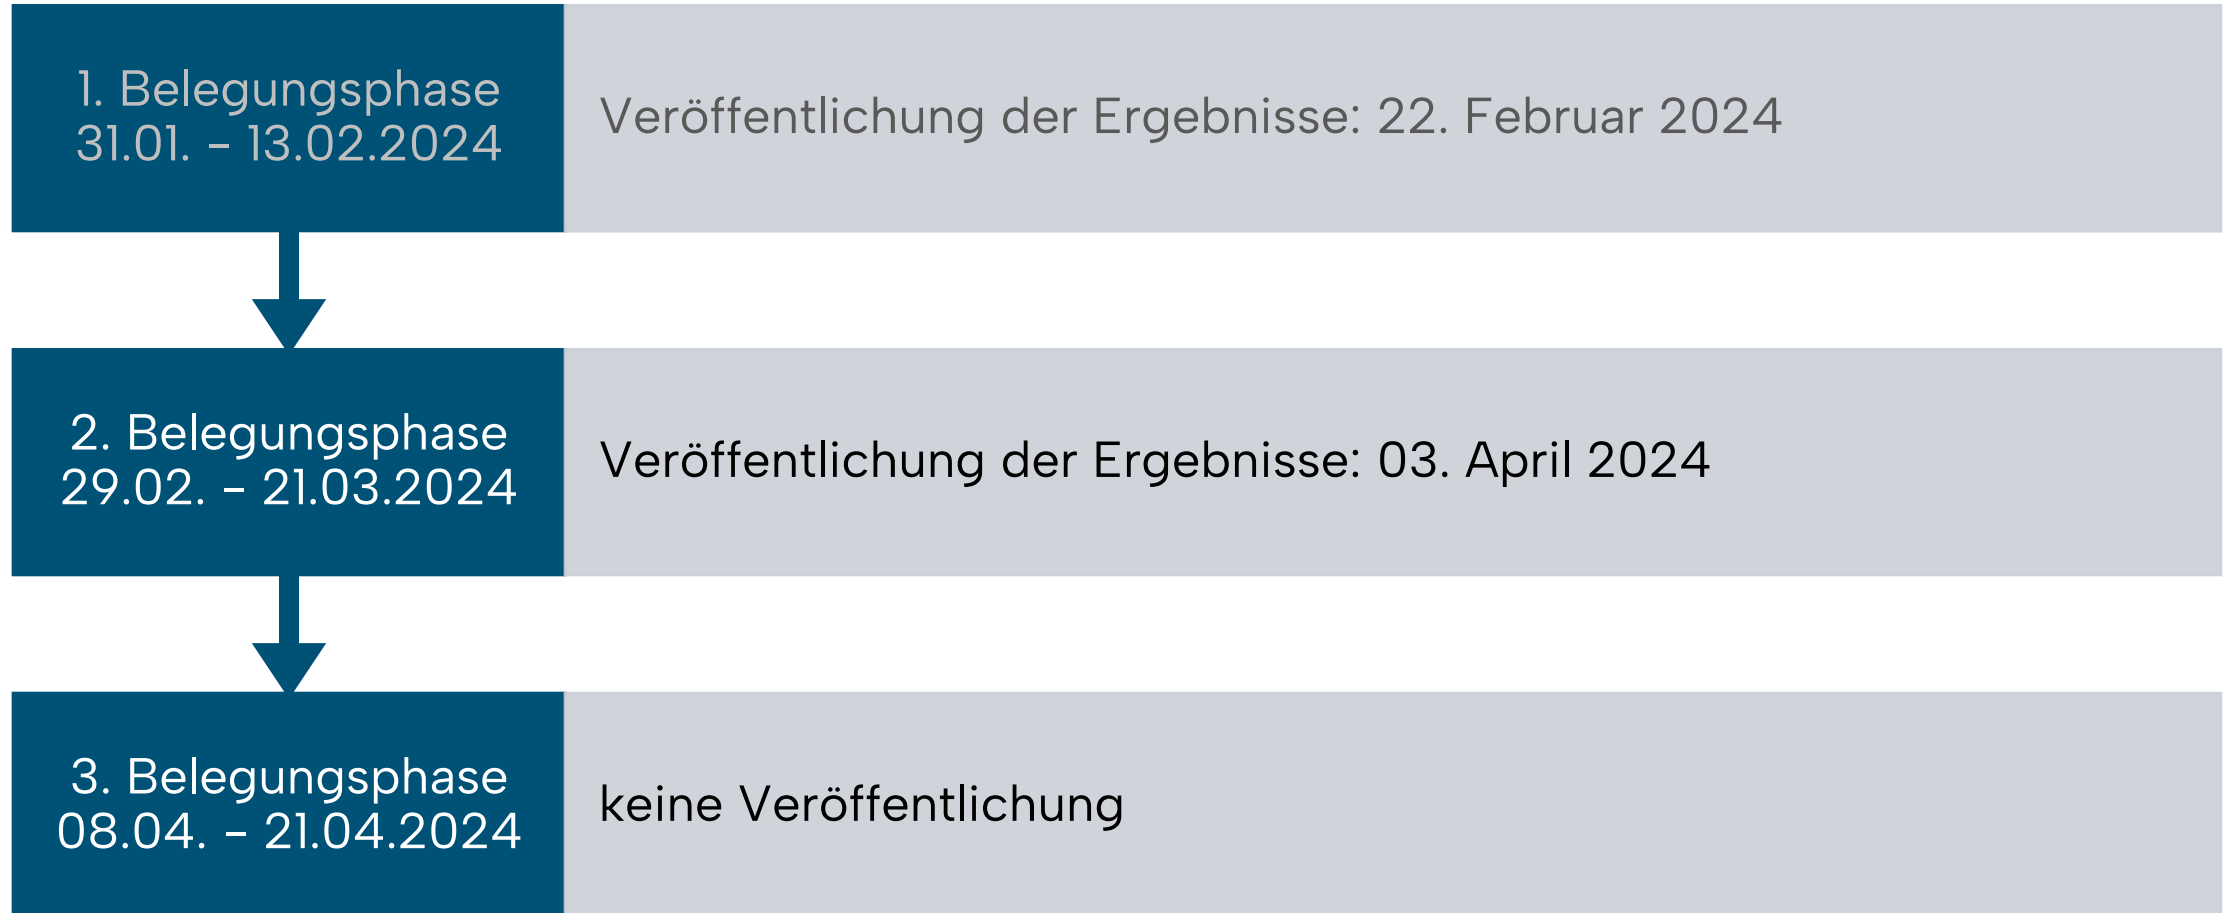 1. Belegungsphase
31.01. – 13.02.2024
Veröffentlichung der Ergebnisse: 22. Februar 2024
2. Belegungsphase
29.02. – 21.03.2024
Veröffentlichung der Ergebnisse: 03. April 2024
3. Belegungsphase
08.04. – 21.04.2024
keine Veröffentlichung